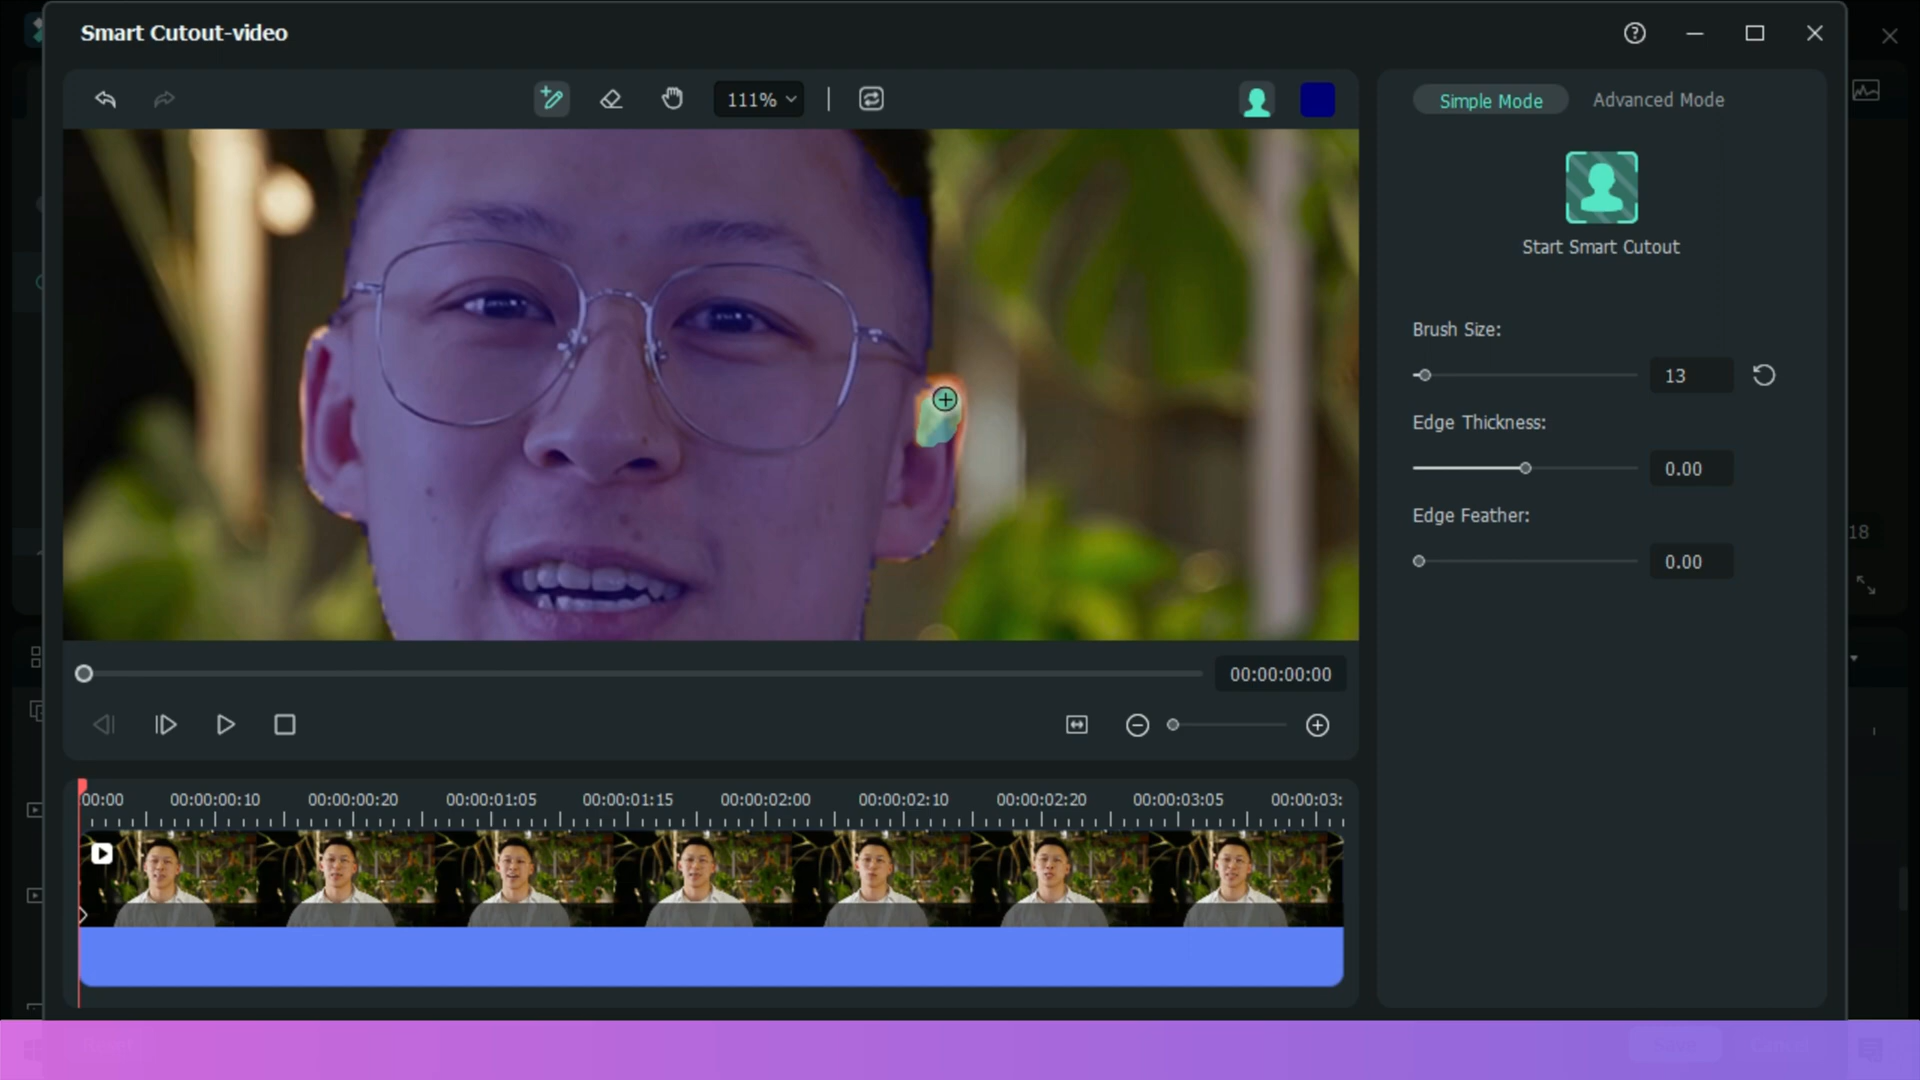 Smart Cutout-video
111%
Simple Mode
Advanced Mode
Start Smart Cutout
Brush Size:
13
Edge Thickness:
0.00
Edge Feather:
0.00
18
00:00:00:00
00:00 00:00:00:10 00:00:00:20 00:00:01:05 00:00:01:15 00:00:02:00 00:00:02:10 00:00:02:20 00:00:03:05 00:00:03: